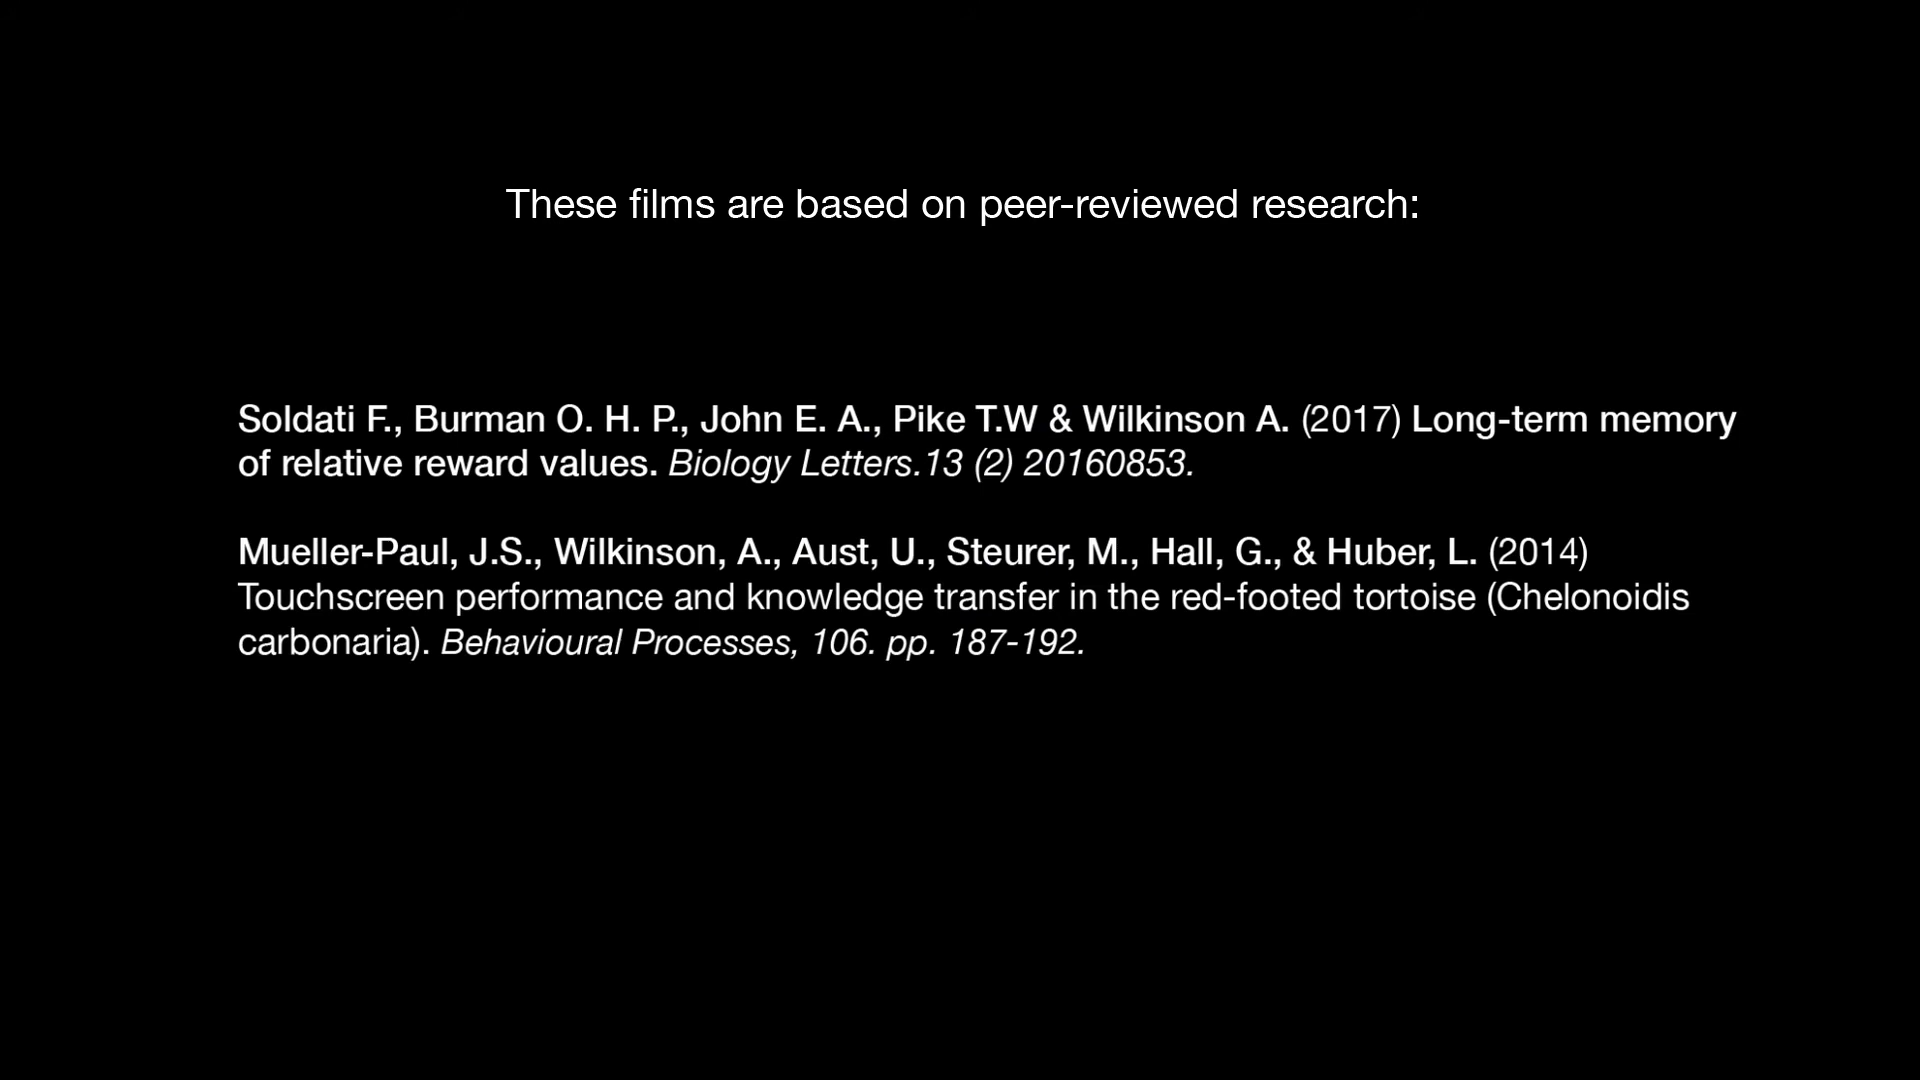 These films are based on peer-reviewed research:
Soldati F., Burman O. H. P., John E. A., Pike T.W & Wilkinson A. (2017) Long-term memory
of relative reward values. Biology Letters.13 (2) 20160853.
Mueller-Paul, J.S., Wilkinson, A., Aust, U., Steurer, M., Hall, G., & Huber, L. (2014)
Touchscreen performance and knowledge transfer in the red-footed tortoise (Chelonoidis
carbonaria). Behavioural Processes, 106. pp. 187-192.